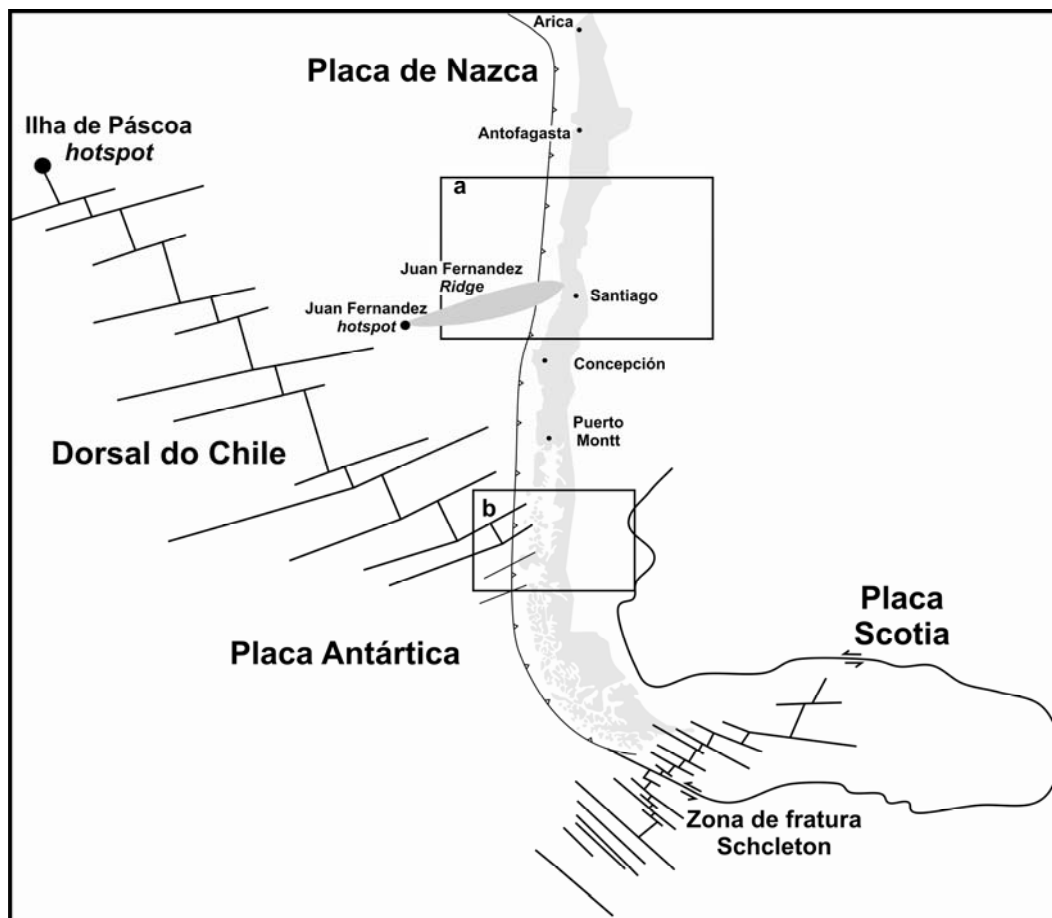 Arica
Placa de Nazca
Ilha de Páscoa
hotspot
Antofagasta
a
Juan Fernandez
Ridge
Santiago
Juan Fernandez
hotspot
Concepción
Puerto
Montt
Dorsal do Chile
b
Placa
Scotia
Placa Antártica
Zona de fratura
Schcleton